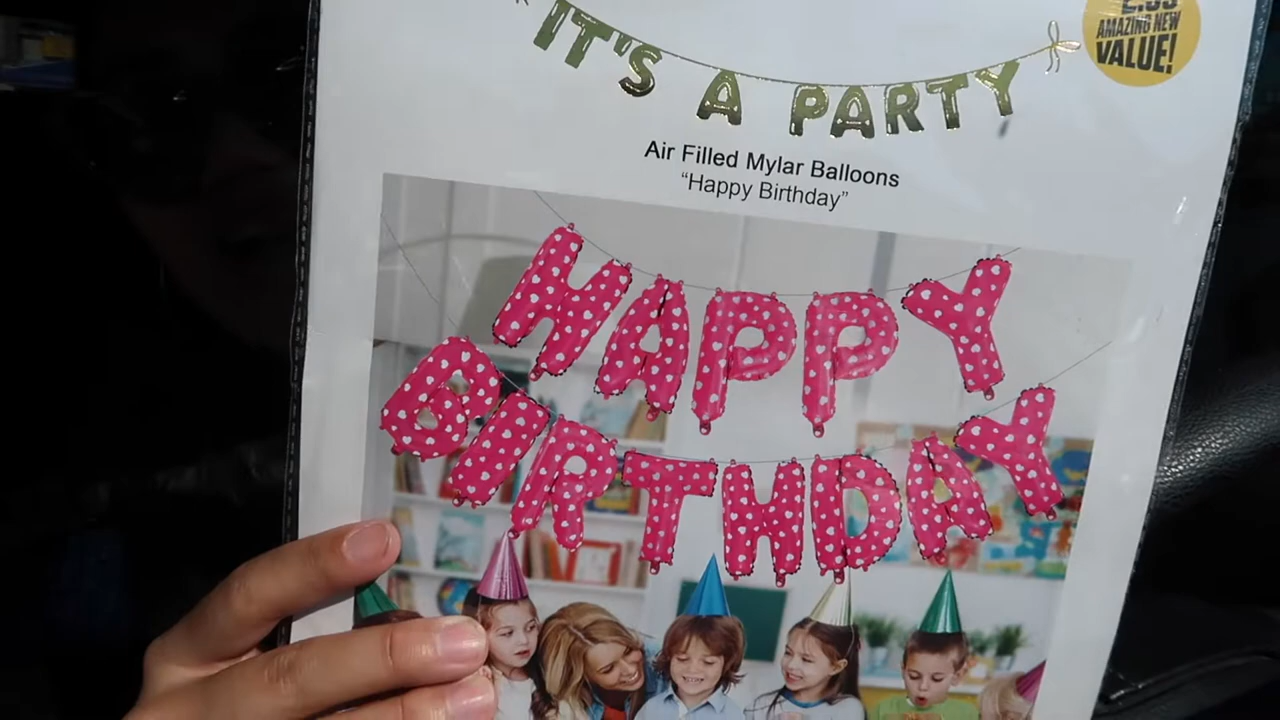 IT'S A PARTY
AMAZING NEW
VALUE!
Air Filled Mylar Balloons
“Happy Birthday”
HAPPY
BIRTHDAY